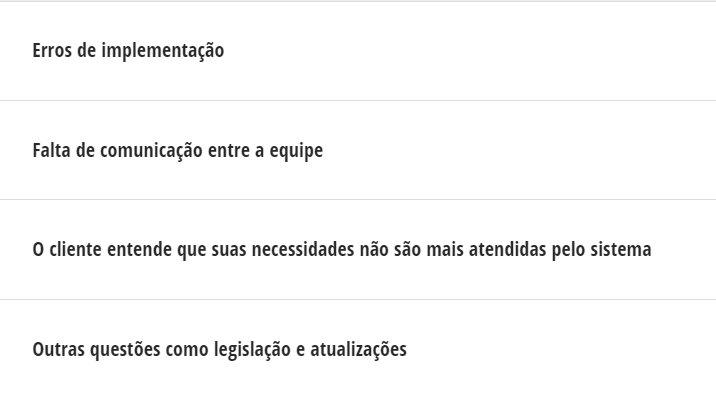 Erros de implementação
Falta de comunicação entre a equipe
O cliente entende que suas necessidades não são mais atendidas pelo sistema
Outras questões como legislação e atualizações